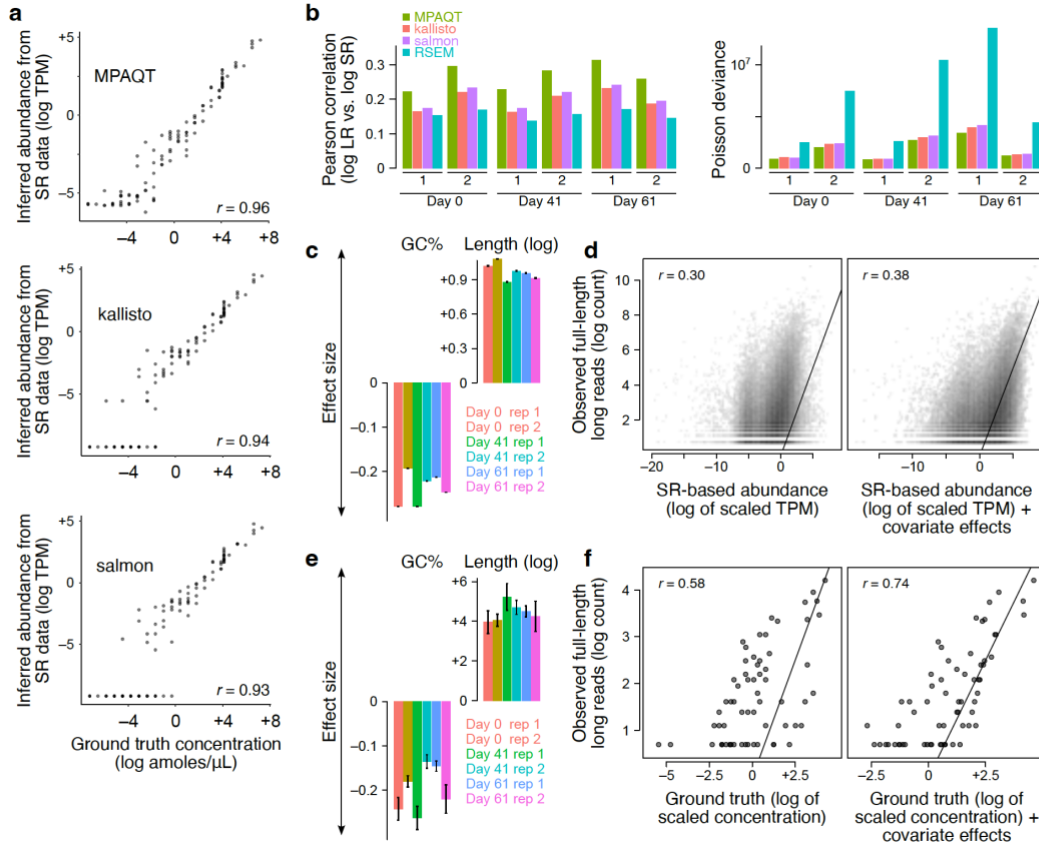 a
MPAQT
Inferred abundance from
SR data (log TPM)
+5
0
−5
r = 0.96
−4
0
+4
+8
kallisto
Inferred abundance from
SR data (log TPM)
+5
0
−5
r = 0.94
salmon
Inferred abundance from
SR data (log TPM)
+5
0
−5
r = 0.93
−4
0
+4
+8
Ground truth concentration
(log amoles/µL)
b
MPAQT
kallisto
salmon
RSEM
Pearson correlation
(log LR vs. log SR)
0.3
0.2
0.1
0
1
2
1
2
1
2
Day 0
Day 41
Day 61
Poisson deviance
10⁷
0
1
2
1
2
1
2
Day 0
Day 41
Day 61
c
GC%
Length (log)
Effect size
+0.9
+0.6
+0.3
0
0
−0.1
−0.2
Day 0 rep 1
Day 0 rep 2
Day 41 rep 1
Day 41 rep 2
Day 61 rep 1
Day 61 rep 2
d
Observed full-length
long reads (log count)
10
8
6
4
2
r = 0.30
−20
−10
0
SR-based abundance
(log of scaled TPM)
r = 0.38
−10
0
SR-based abundance
(log of scaled TPM) +
covariate effects
e
GC%
Length (log)
Effect size
+6
+4
+2
0
0
−0.1
−0.2
Day 0 rep 1
Day 0 rep 2
Day 41 rep 1
Day 41 rep 2
Day 61 rep 1
Day 61 rep 2
f
Observed full-length
long reads (log count)
4
3
2
1
r = 0.58
−5
−2.5
0
+2.5
Ground truth (log of
scaled concentration)
r = 0.74
−2.5
0
+2.5
Ground truth (log of
scaled concentration) +
covariate effects